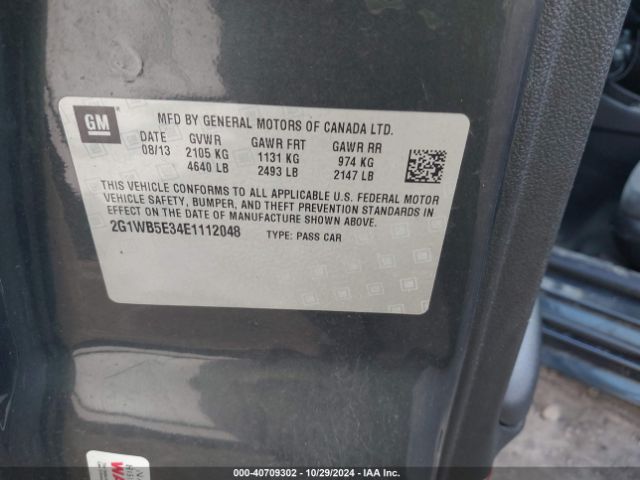 GM
MFD BY GENERAL MOTORS OF CANADA LTD.
DATE GVWR GAWR FRT GAWR RR
08/13 2105 KG 1131 KG 974 KG
4640 LB 2493 LB 2147 LB
THIS VEHICLE CONFORMS TO ALL APPLICABLE U.S. FEDERAL MOTOR
VEHICLE SAFETY, BUMPER, AND THEFT PREVENTION STANDARDS IN
EFFECT ON THE DATE OF MANUFACTURE SHOWN ABOVE.
2G1WB5E34E1112048 TYPE: PASS CAR
WA
000-40709302 - 10/29/2024 - IAA Inc.